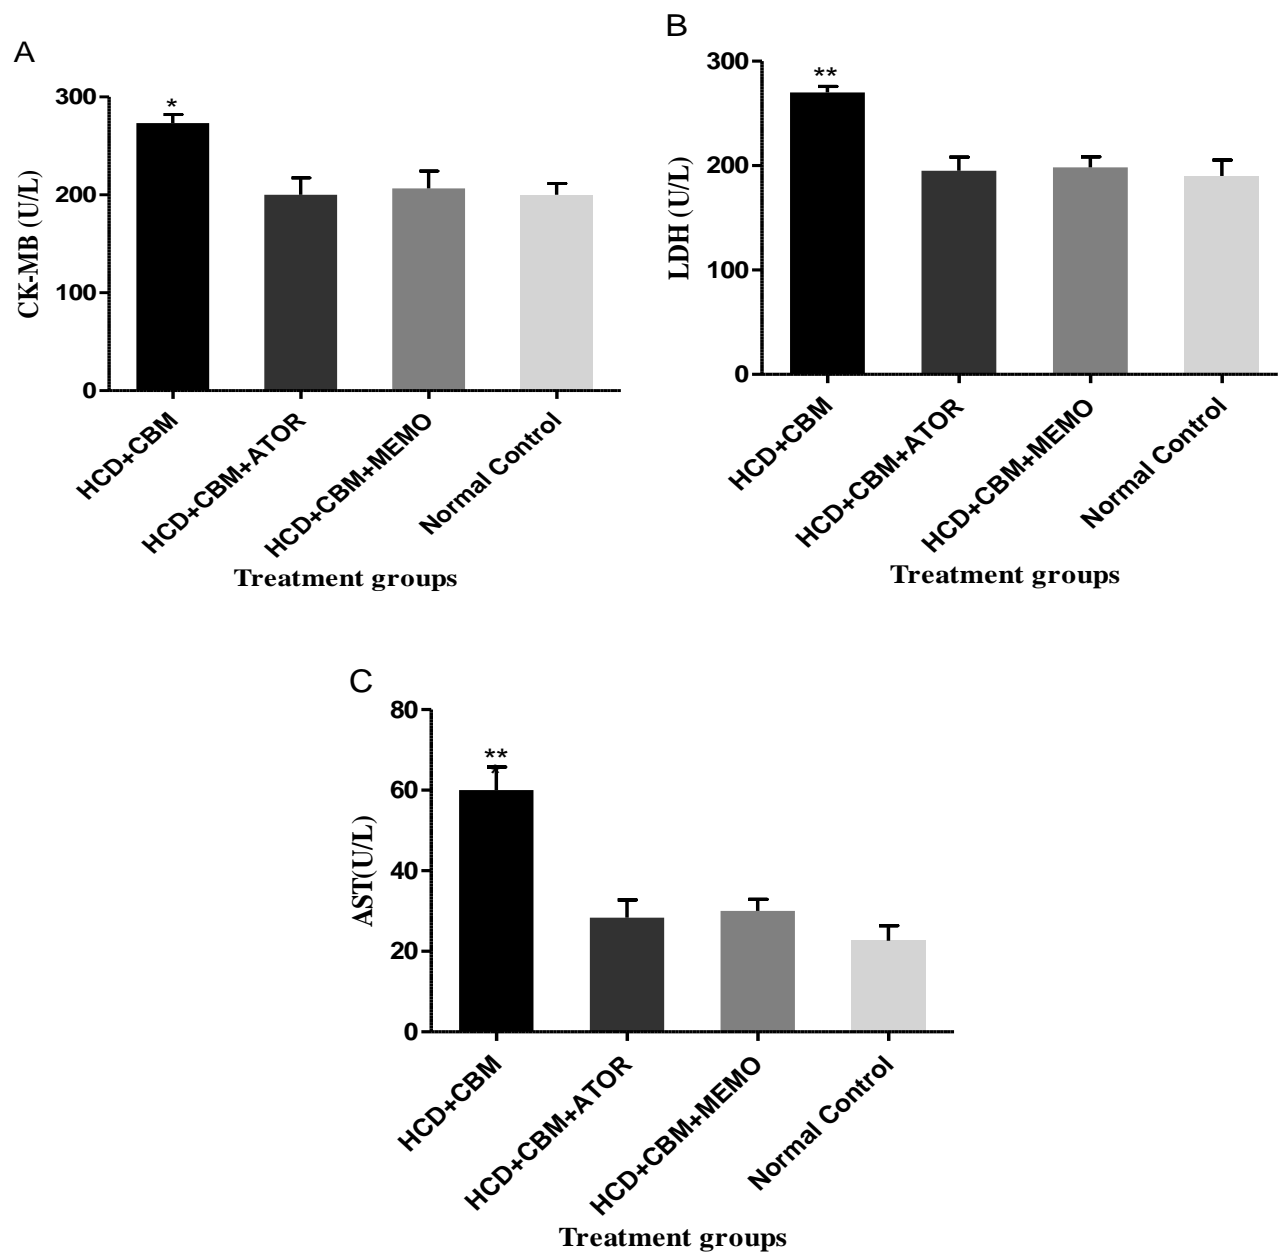 A
300
200
100
0
CK-MB (U/L)
*
HCD+CBM
HCD+CBM+ATOR
HCD+CBM+MEMO
Normal Control
Treatment groups
B
300
200
100
0
LDH (U/L)
**
HCD+CBM
HCD+CBM+ATOR
HCD+CBM+MEMO
Normal Control
Treatment groups
C
80
60
40
20
0
AST(U/L)
**
*
HCD+CBM
HCD+CBM+ATOR
HCD+CBM+MEMO
Normal Control
Treatment groups